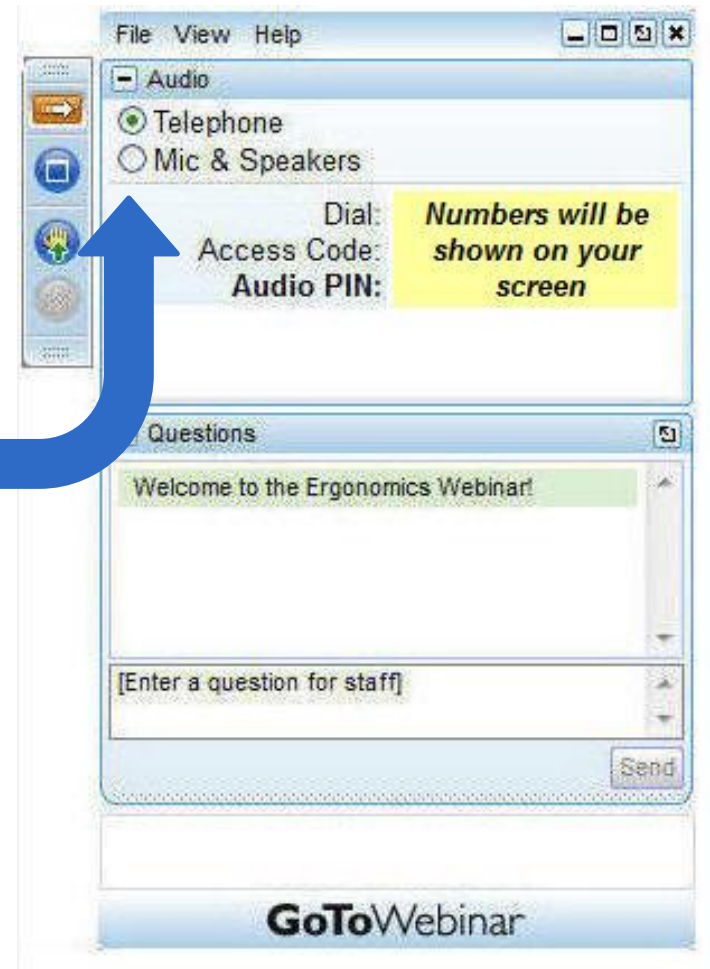 File View Help
Audio
Telephone
Mic & Speakers
Dial:
Access Code:
Audio PIN:
Numbers will be
shown on your
screen
Questions
Welcome to the Ergonomics Webinar!
[Enter a question for staff]
Send
GoToWebinar